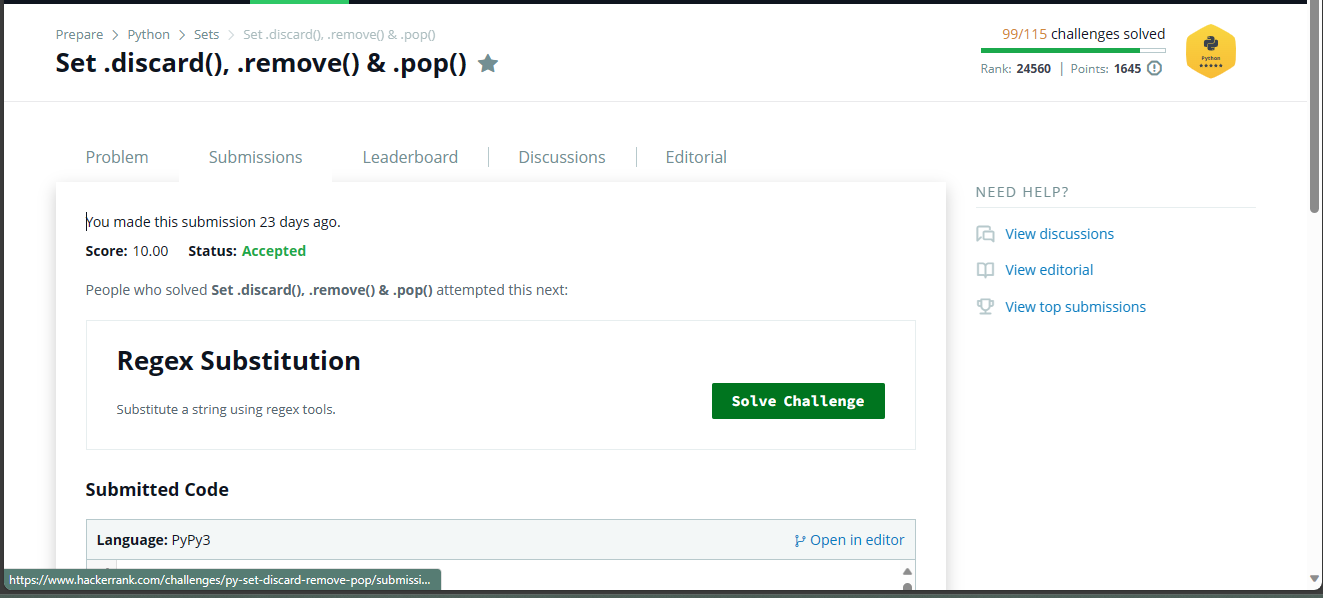 Prepare > Python > Sets > Set .discard(), .remove() & .pop()
99/115 challenges solved
Set .discard(), .remove() & .pop()
Rank: 24560 | Points: 1645
Python
Problem Submissions Leaderboard Discussions Editorial
You made this submission 23 days ago.
Score: 10.00 Status: Accepted
People who solved Set .discard(), .remove() & .pop() attempted this next:
Regex Substitution
Substitute a string using regex tools.
Solve Challenge
Submitted Code
Language: PyPy3
Open in editor
NEED HELP?
View discussions
View editorial
View top submissions
https://www.hackerrank.com/challenges/py-set-discard-remove-pop/submissi...